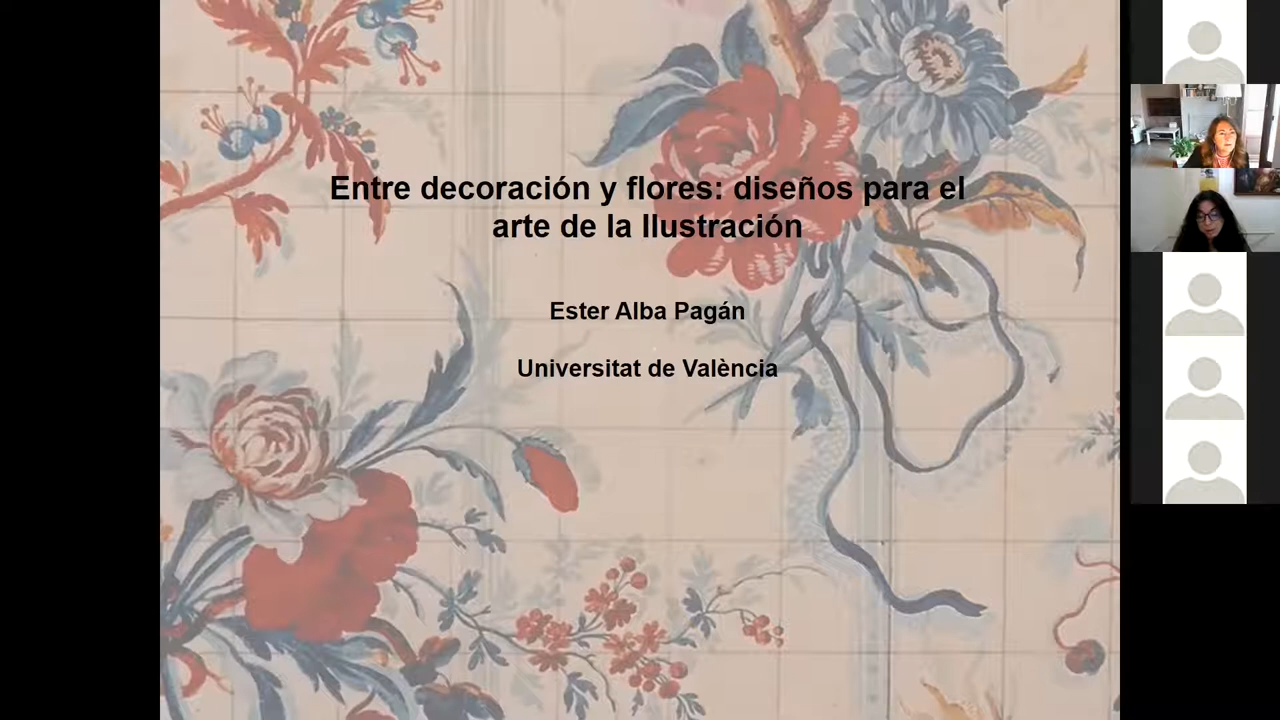 Entre decoración y flores: diseños para el
arte de la Ilustración
Ester Alba Pagán
Universitat de València